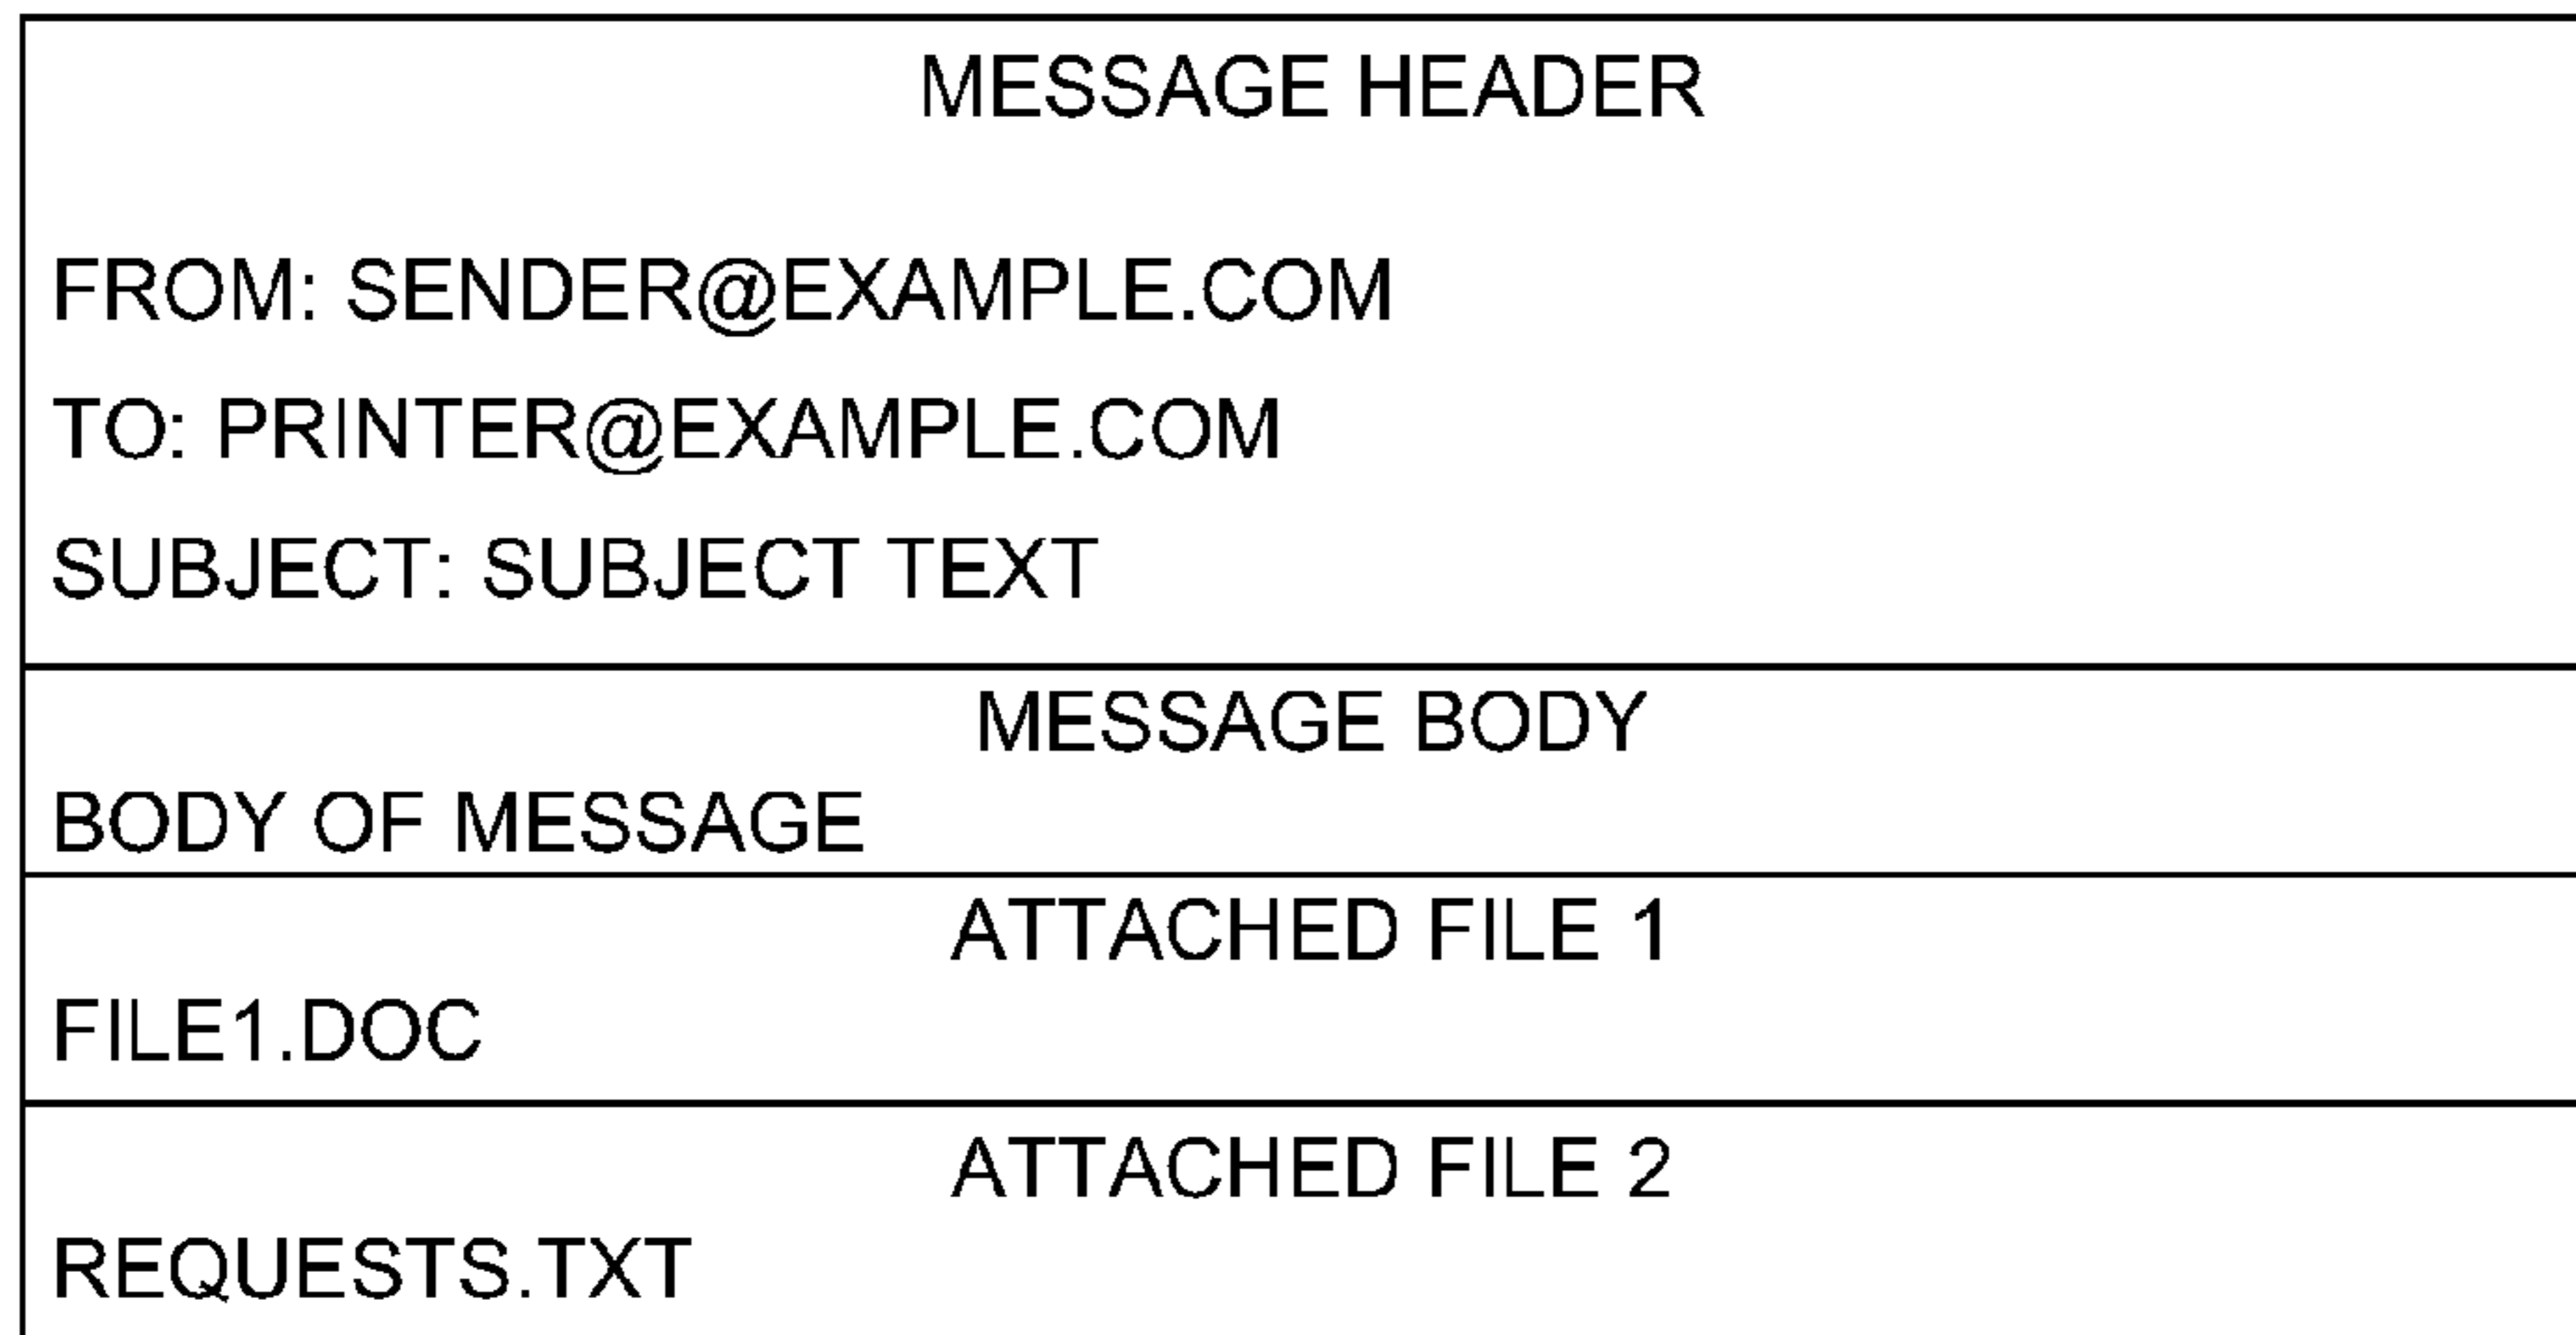 MESSAGE HEADER
FROM: SENDER@EXAMPLE.COM
TO: PRINTER@EXAMPLE.COM
SUBJECT: SUBJECT TEXT
MESSAGE BODY
BODY OF MESSAGE
ATTACHED FILE 1
FILE1.DOC
ATTACHED FILE 2
REQUESTS.TXT